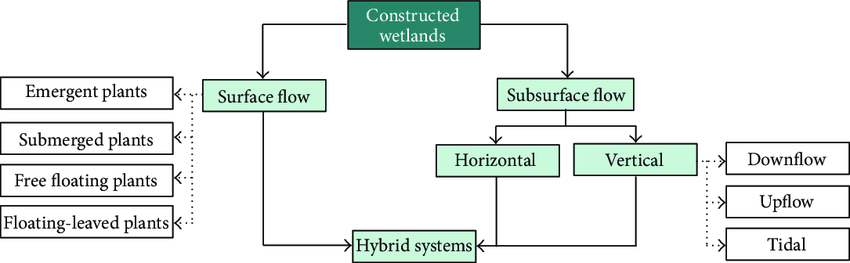 Constructed
wetlands
Emergent plants
Surface flow
Subsurface flow
Submerged plants
Horizontal
Vertical
Downflow
Free floating plants
Upflow
Floating-leaved plants
Hybrid systems
Tidal